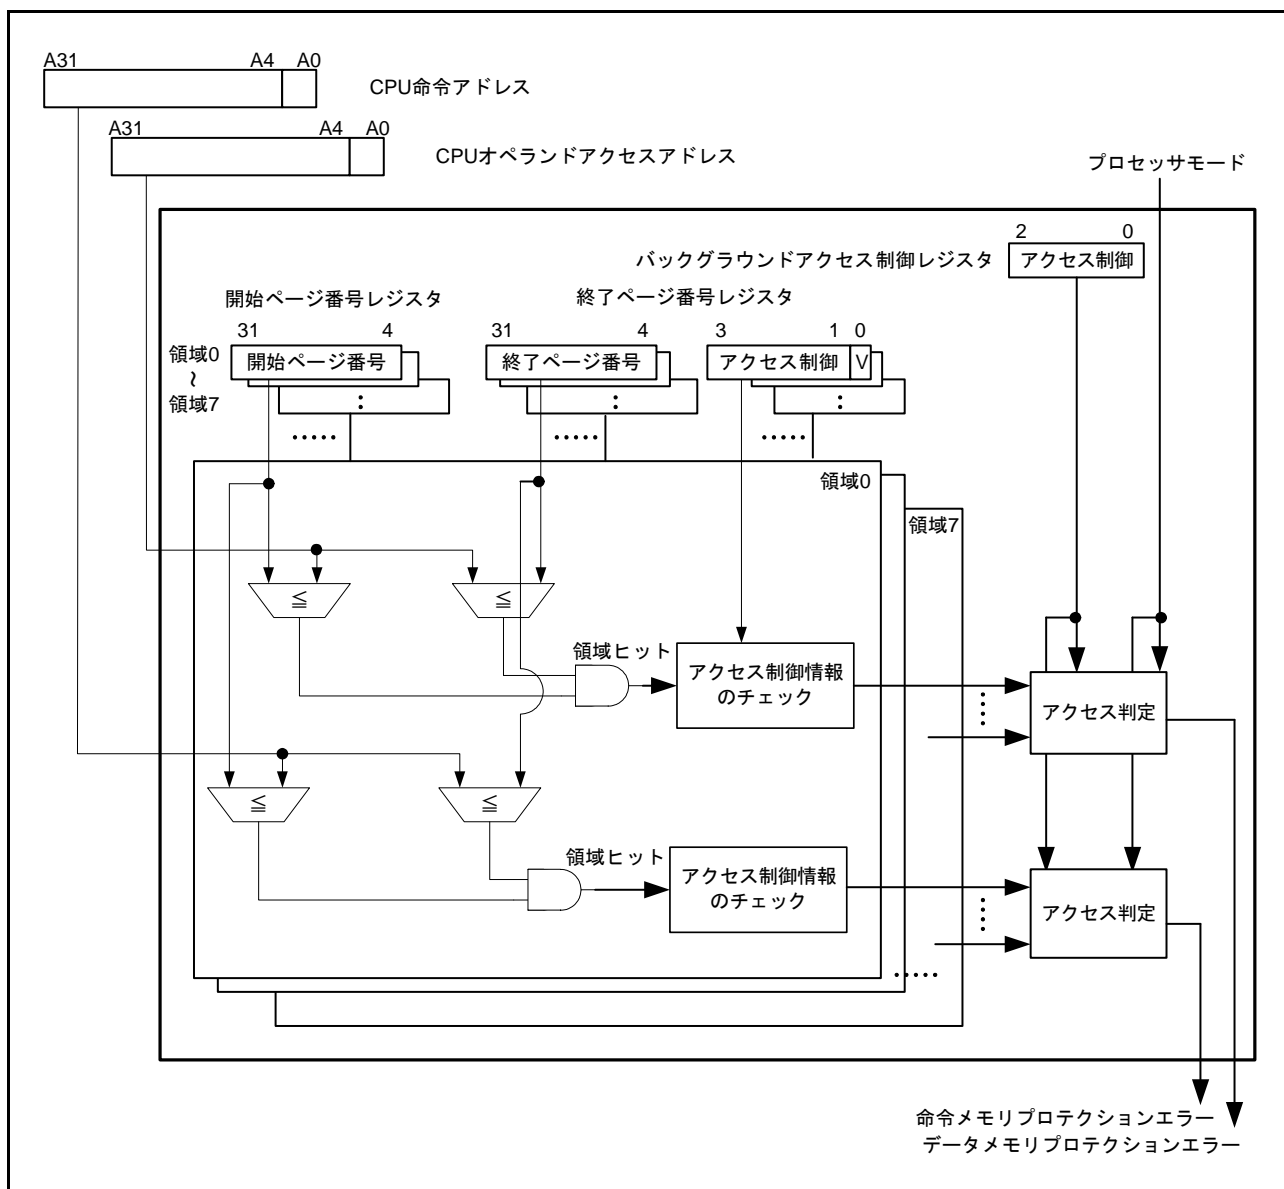 A31 A4 A0
CPU命令アドレス
A31 A4 A0
CPUオペランドアクセスアドレス
プロセッサモード
2 0
バックグラウンドアクセス制御レジスタ
アクセス制御
開始ページ番号レジスタ
終了ページ番号レジスタ
31 4
31 4
3 1 0
領域0
~
領域7
開始ページ番号
終了ページ番号
アクセス制御
V
領域0
領域7
≦
≦
領域ヒット
アクセス制御情報
のチェック
アクセス判定
≦
≦
領域ヒット
アクセス制御情報
のチェック
アクセス判定
命令メモリプロテクションエラー
データメモリプロテクションエラー